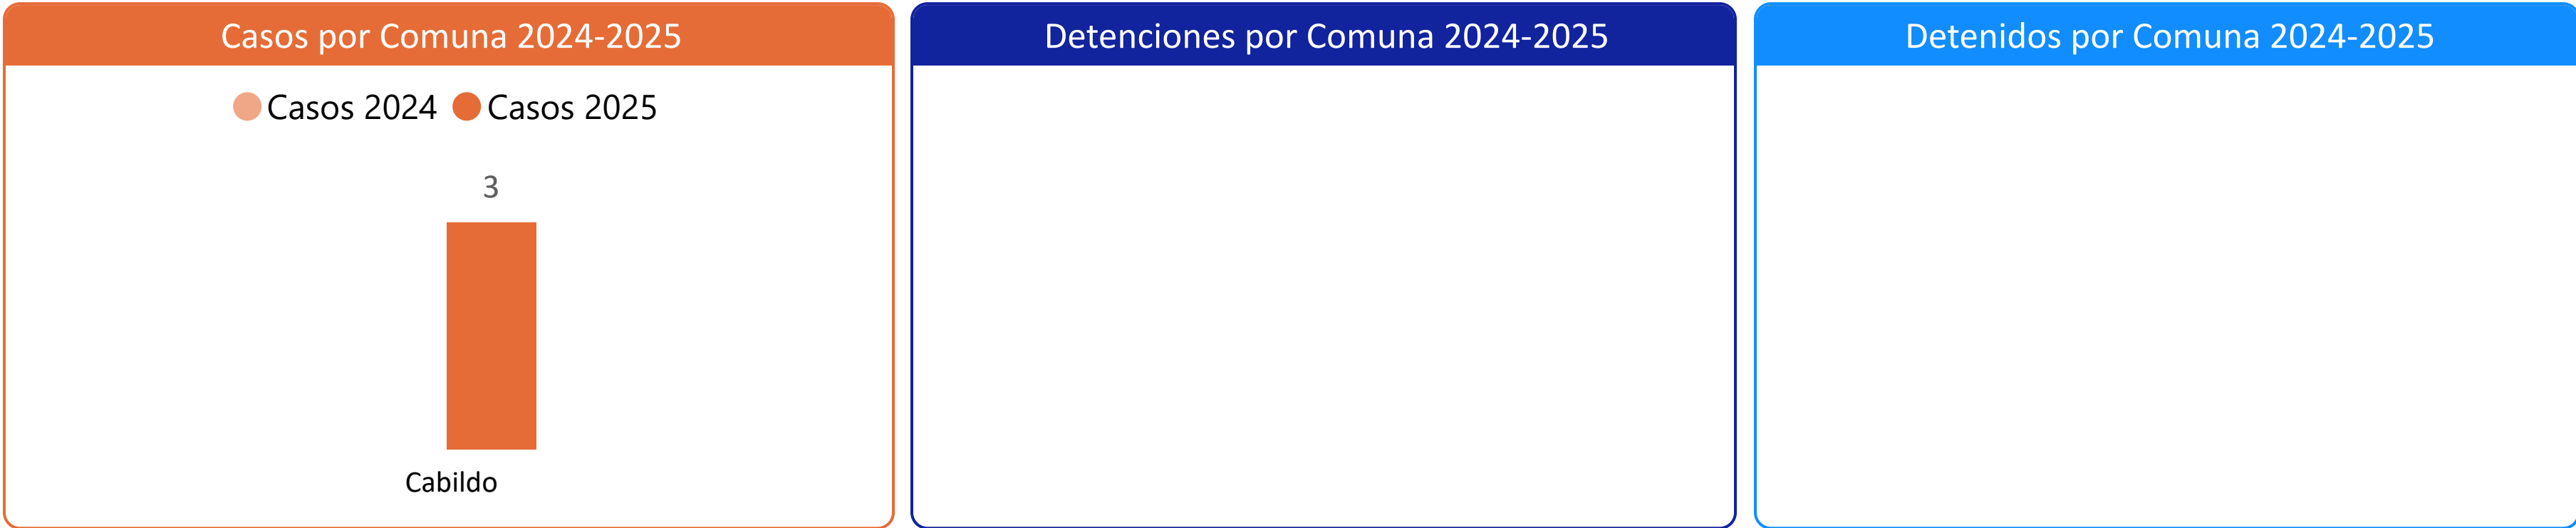 Casos por Comuna 2024-2025
Casos 2024 Casos 2025
3
Cabildo
Detenciones por Comuna 2024-2025
Detenidos por Comuna 2024-2025